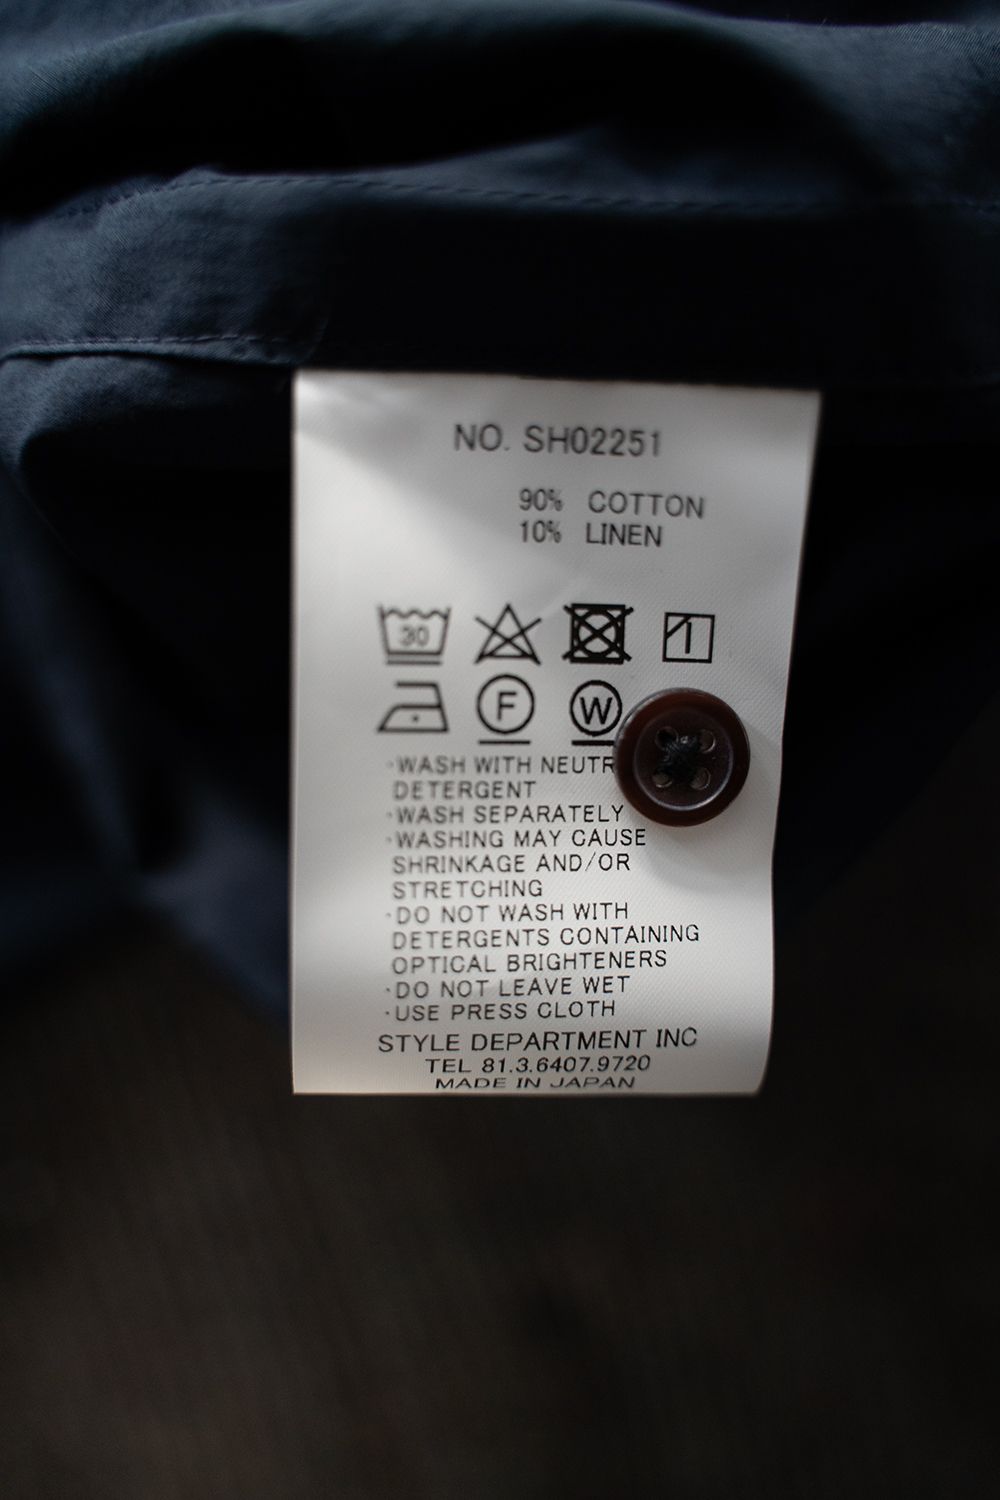 NO. SH02251
90% COTTON
10% LINEN
30
F W
·WASH WITH NEUTR
DETERGENT
·WASH SEPARATELY
·WASHING MAY CAUSE
SHRINKAGE AND/OR
STRETCHING
·DO NOT WASH WITH
DETERGENTS CONTAINING
OPTICAL BRIGHTENERS
·DO NOT LEAVE WET
·USE PRESS CLOTH
STYLE DEPARTMENT INC
TEL 81.3.6407.9720
MADE IN JAPAN